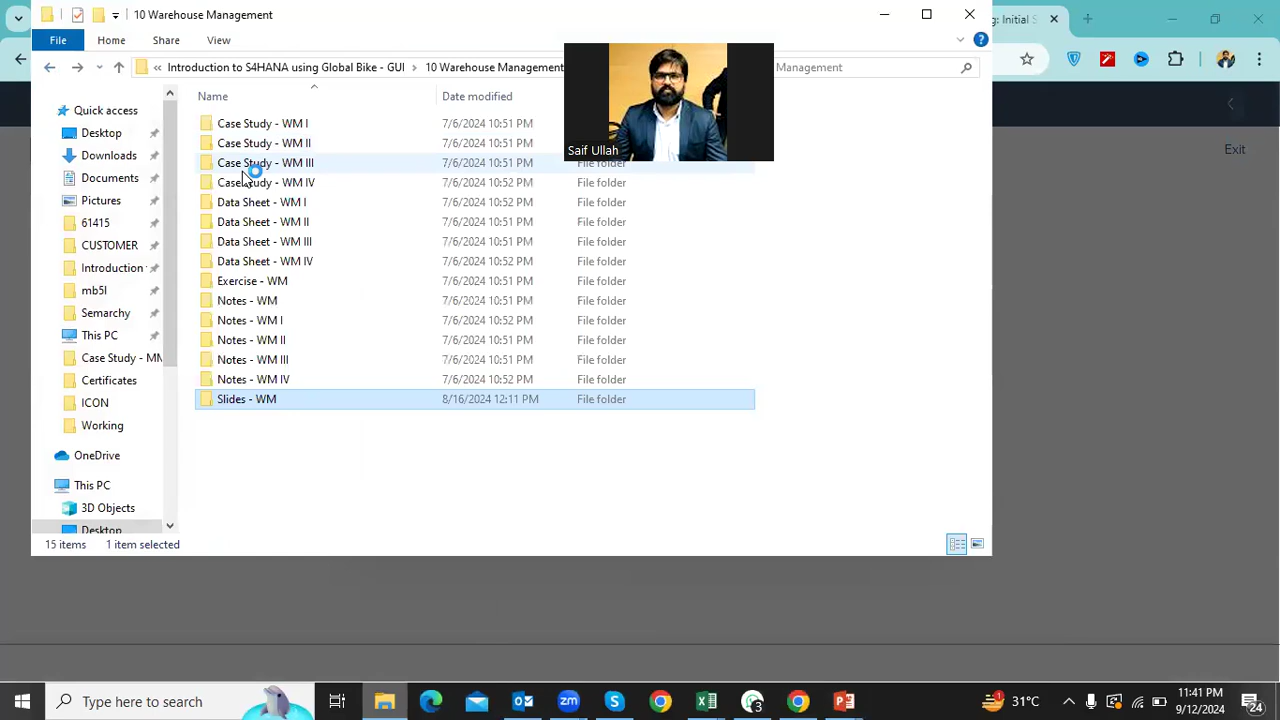 10 Warehouse Management
: Initial S
File
Home
Share
View
Introduction to S4HANA using Global Bike - GUI
10 Warehouse Management
Management
Name
Date modified
Quick access
Desktop
Downloads
Documents
Pictures
61415
CUSTOMER
Introduction
mb5l
Semarchy
This PC
Case Study - MM
Certificates
ICON
Working
OneDrive
This PC
3D Objects
Desktop
Case Study - WM I 7/6/2024 10:51 PM
Case Study - WM II 7/6/2024 10:51 PM
Case Study - WM III 7/6/2024 10:51 PM File folder
Case Study - WM IV 7/6/2024 10:52 PM File folder
Data Sheet - WM I 7/6/2024 10:52 PM File folder
Data Sheet - WM II 7/6/2024 10:51 PM File folder
Data Sheet - WM III 7/6/2024 10:51 PM File folder
Data Sheet - WM IV 7/6/2024 10:52 PM File folder
Exercise - WM 7/6/2024 10:51 PM File folder
Notes - WM 7/6/2024 10:51 PM File folder
Notes - WM I 7/6/2024 10:52 PM File folder
Notes - WM II 7/6/2024 10:51 PM File folder
Notes - WM III 7/6/2024 10:51 PM File folder
Notes - WM IV 7/6/2024 10:52 PM File folder
Slides - WM 8/16/2024 12:11 PM File folder
Saif Ullah
Exit
15 items 1 item selected
Type here to search
31°C
11:41 PM
9/12/2024
24